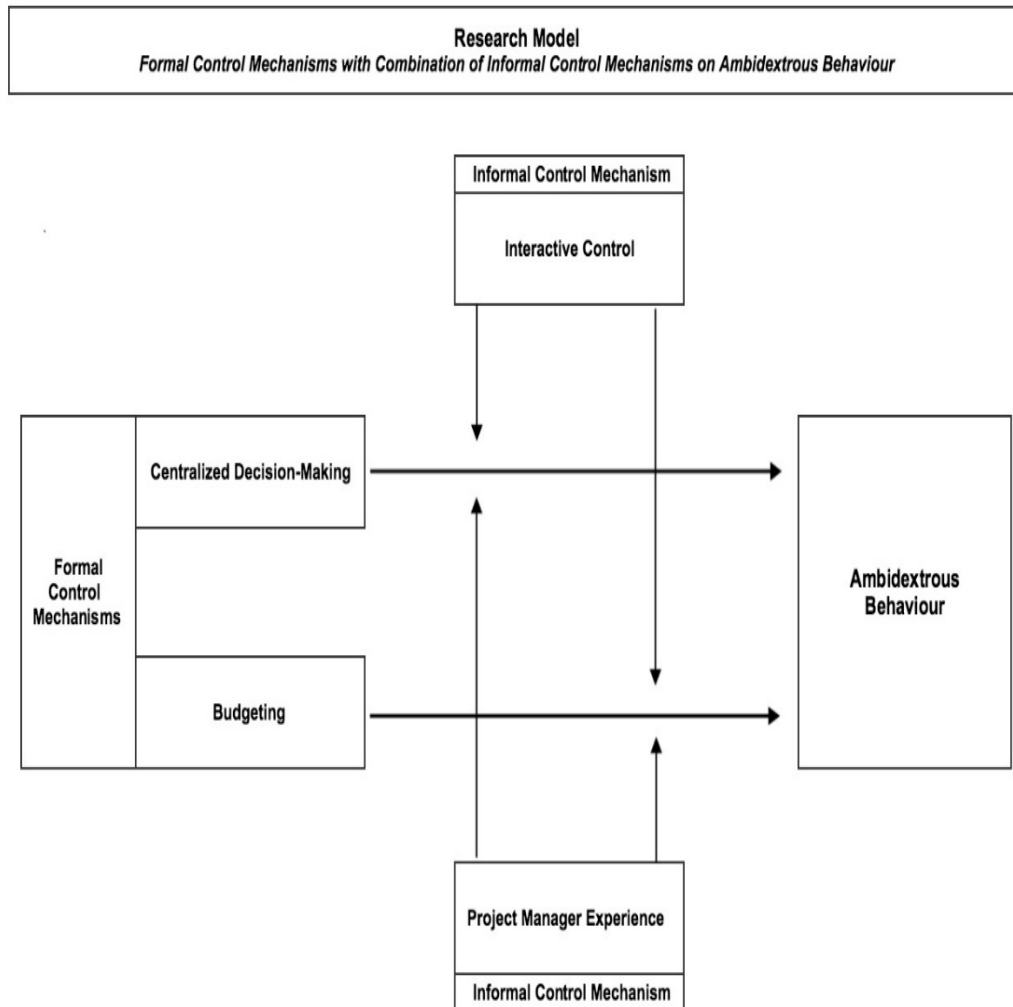 Research Model
Formal Control Mechanisms with Combination of Informal Control Mechanisms on Ambidextrous Behaviour
Informal Control Mechanism
Interactive Control
Centralized Decision-Making
Formal
Control
Mechanisms
Ambidextrous
Behaviour
Budgeting
Project Manager Experience
Informal Control Mechanism